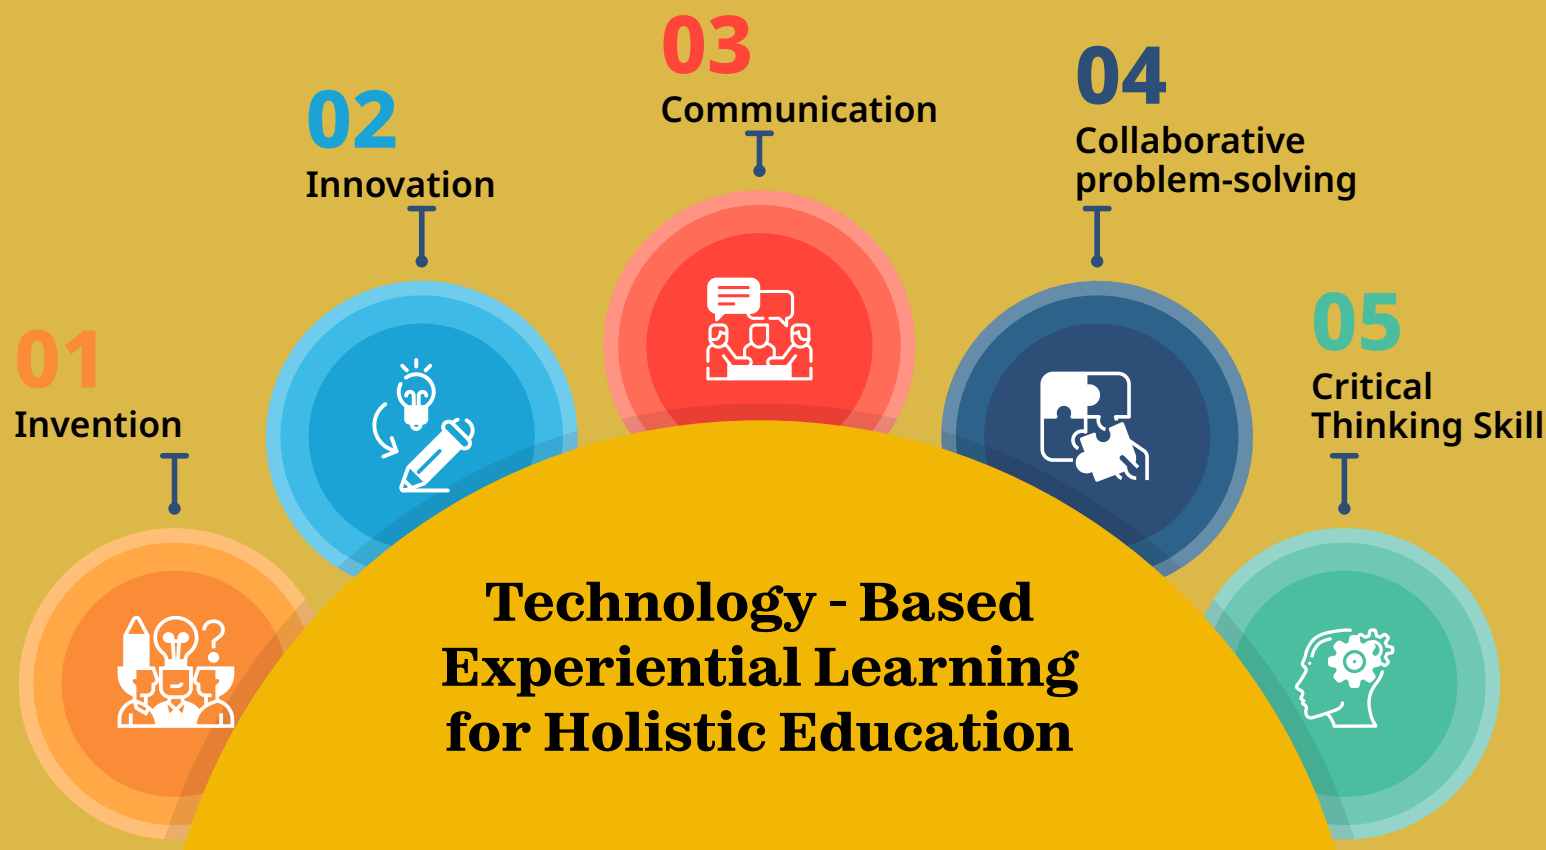 01
Invention
02
Innovation
03
Communication
04
Collaborative
problem-solving
05
Critical
Thinking Skill
Technology - Based
Experiential Learning
for Holistic Education